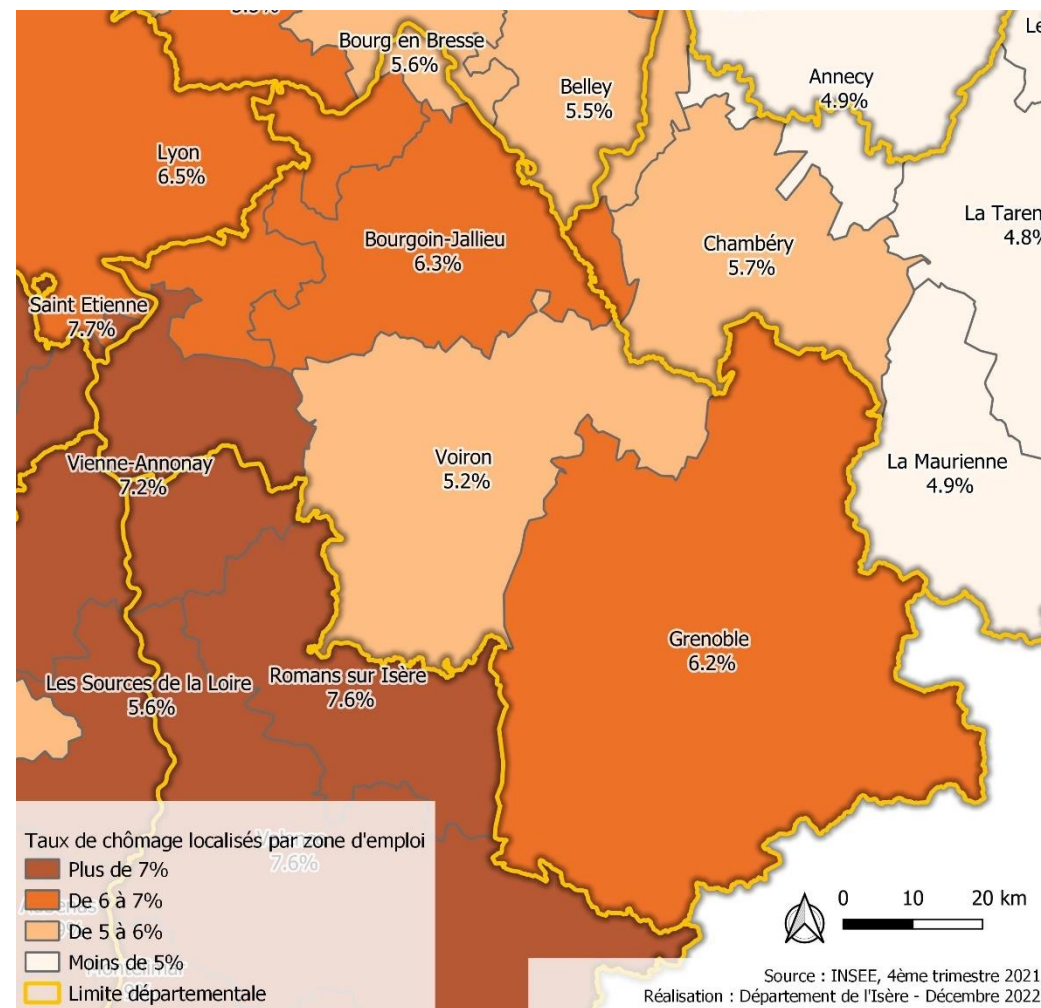 Bourg en Bresse
5.6%
Belley
5.5%
Annecy
4.9%
Lyon
6.5%
La Taren
4.8%
Bourgoin-Jallieu
6.3%
Chambéry
5.7%
Saint Etienne
7.7%
Vienne-Annonay
7.2%
Voiron
5.2%
La Maurienne
4.9%
Grenoble
6.2%
Les Sources de la Loire
5.6%
Romans sur Isère
7.6%
Taux de chômage localisés par zone d'emploi
7.6%
Plus de 7%
De 6 à 7%
De 5 à 6%
Moins de 5%
Limite départementale
0 10 20 km
Source : INSEE, 4ème trimestre 2021
Réalisation : Département de l'Isère - Décembre 2022